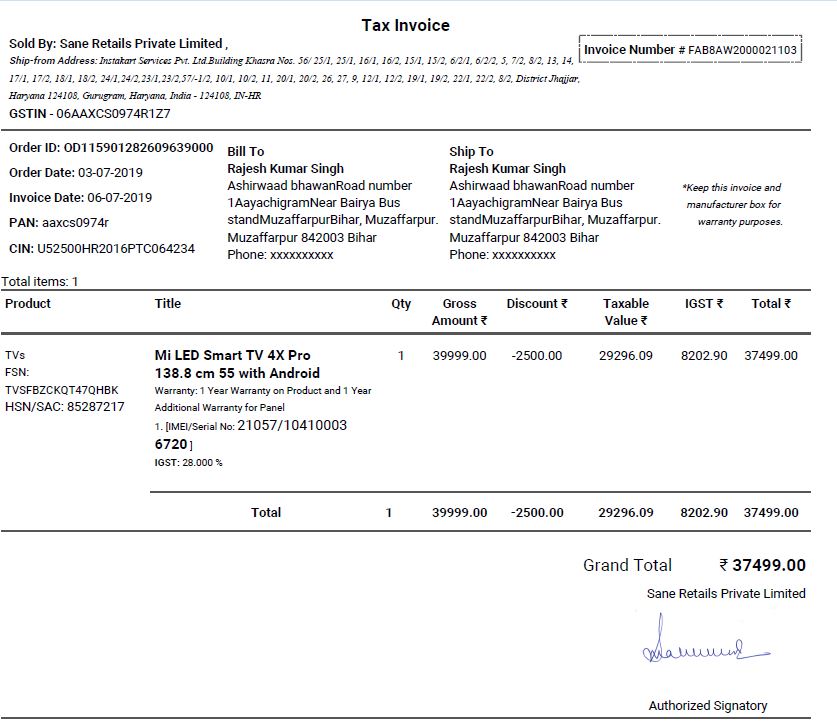 Tax Invoice
Sold By: Sane Retails Private Limited ,
Invoice Number # FAB8AW2000021103
Ship-from Address: Instakart Services Pvt. Ltd.Building Khasra Nos. 56/ 25/1, 25/1, 16/1, 16/2, 15/1, 15/2, 6/2/1, 6/2/2, 5, 7/2, 8/2, 13, 14,
17/1, 17/2, 18/1, 18/2, 24/1,24/2,23/1,23/2,57/-1/2, 10/1, 10/2, 11, 20/1, 20/2, 26, 27, 9, 12/1, 12/2, 19/1, 19/2, 22/1, 22/2, 8/2, District Jhajjar,
Haryana 124108, Gurugram, Haryana, India - 124108, IN-HR
GSTIN - 06AAXCS0974R1Z7
Order ID: OD115901282609639000
Order Date: 03-07-2019
Invoice Date: 06-07-2019
PAN: aaxcs0974r
CIN: U52500HR2016PTC064234
Bill To
Rajesh Kumar Singh
Ashirwaad bhawanRoad number
1AayachigramNear Bairya Bus
standMuzaffarpurBihar, Muzaffarpur.
Muzaffarpur 842003 Bihar
Phone: xxxxxxxxxx
Ship To
Rajesh Kumar Singh
Ashirwaad bhawanRoad number
1AayachigramNear Bairya Bus
standMuzaffarpurBihar, Muzaffarpur.
Muzaffarpur 842003 Bihar
Phone: xxxxxxxxxx
*Keep this invoice and
manufacturer box for
warranty purposes.
Total items: 1
Product Title Qty Gross Amount ₹ Discount ₹ Taxable Value ₹ IGST ₹ Total ₹
TVs
FSN:
TVSFBZCKQT47QHBK
HSN/SAC: 85287217
Mi LED Smart TV 4X Pro 1 39999.00 -2500.00 29296.09 8202.90 37499.00
138.8 cm 55 with Android
Warranty: 1 Year Warranty on Product and 1 Year
Additional Warranty for Panel
1. [IMEI/Serial No: 21057/10410003
6720 ]
IGST: 28.000 %
Total 1 39999.00 -2500.00 29296.09 8202.90 37499.00
Grand Total ₹ 37499.00
Sane Retails Private Limited
Authorized Signatory